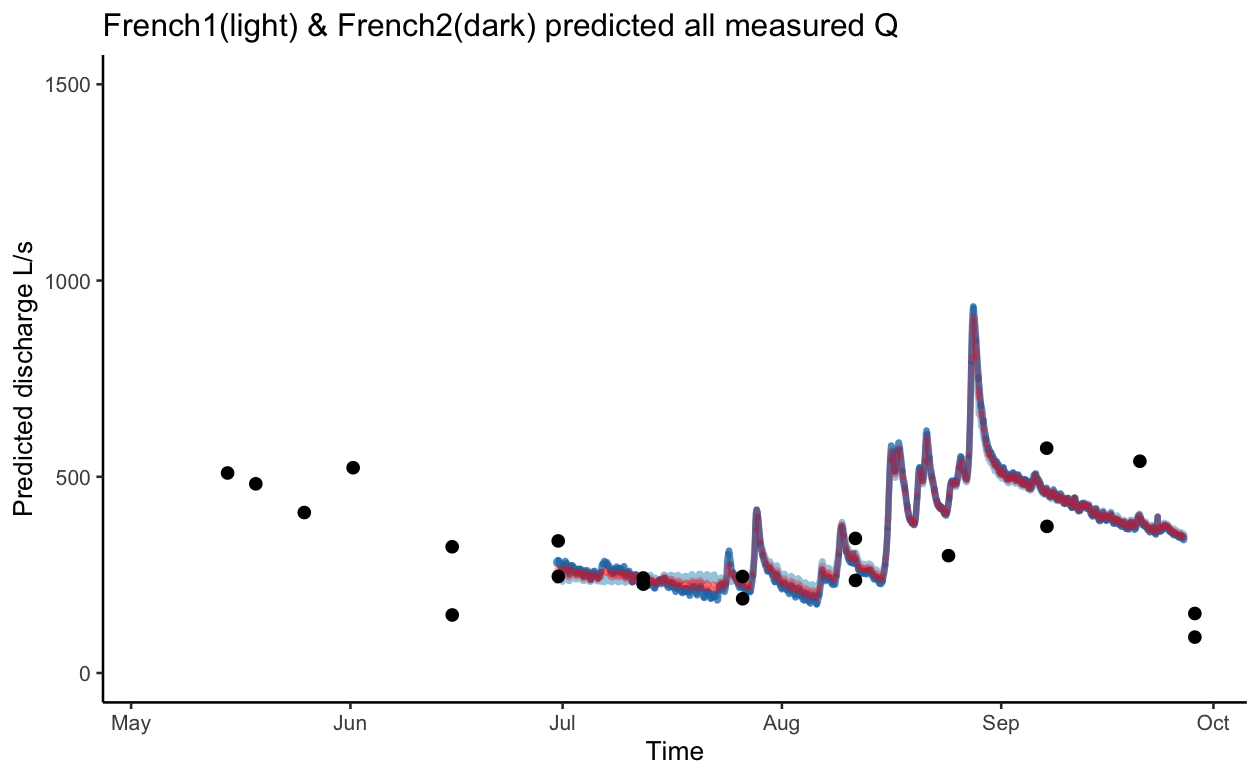 French1(light) & French2(dark) predicted all measured Q
Predicted discharge L/s
1500
1000
500
0
May Jun Jul Aug Sep Oct
Time